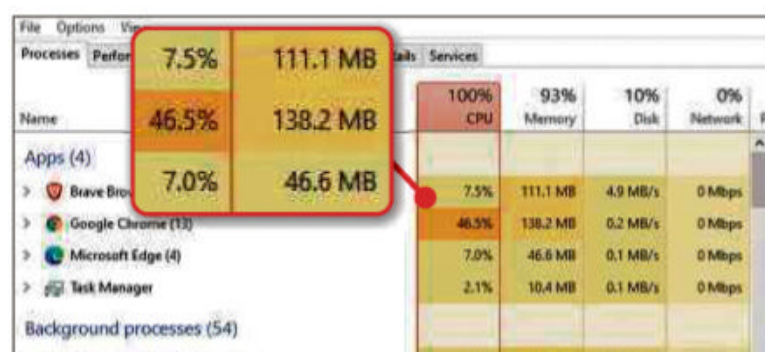 File Options
Processes Services
7.5% 111.1 MB
46.5% 138.2 MB
7.0% 46.6 MB
100% 93% 10% 0%
Name CPU Memory Disk Network
Apps (4)
Brave 7.5% 111.1 MB 4.9 MB/s 0 Mbps
Google Chrome (13) 46.5% 138.2 MB 0.2 MB/s 0 Mbps
Microsoft Edge (4) 7.0% 46.6 MB 0.1 MB/s 0 Mbps
Task Manager 2.1% 10.4 MB 0.1 MB/s 0 Mbps
Background processes (54)